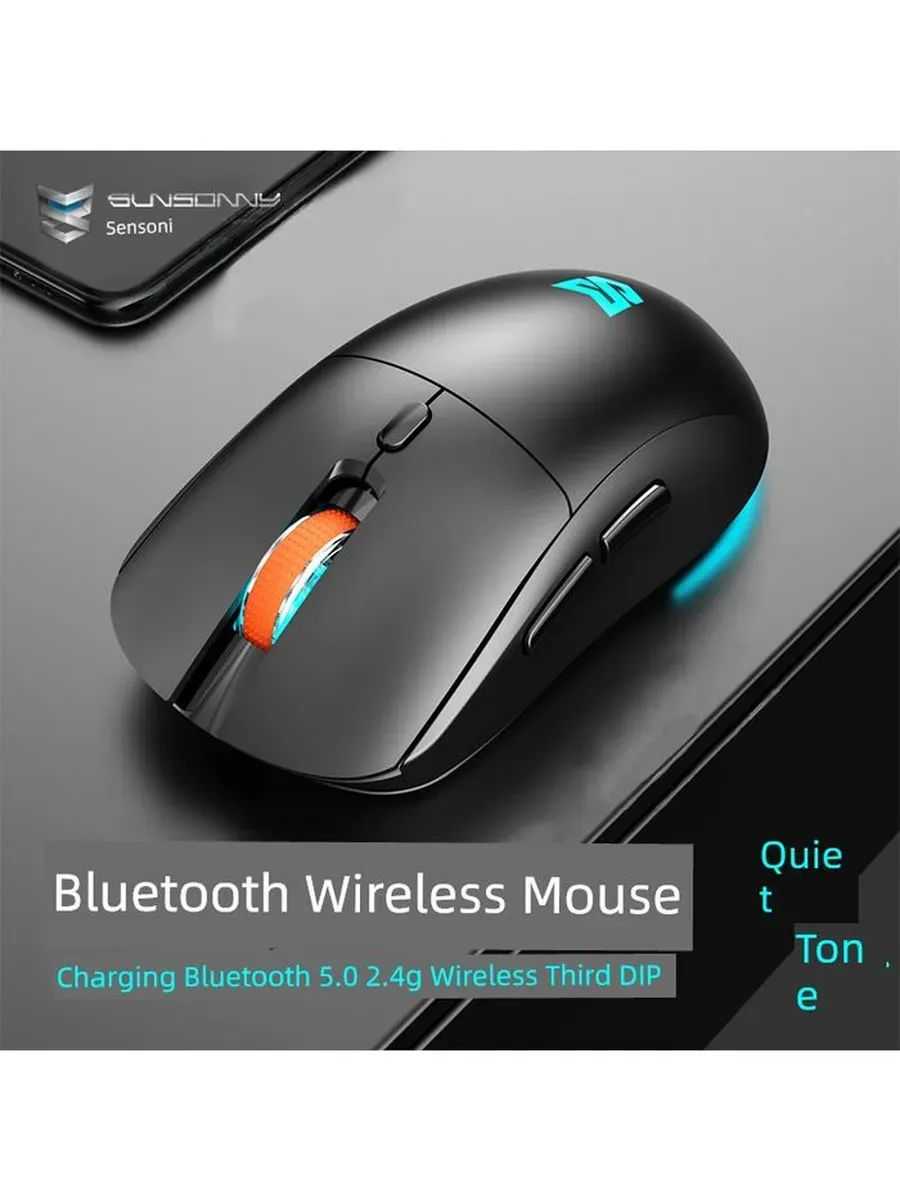 SUNSONNY
Sensoni
Bluetooth Wireless Mouse
Charging Bluetooth 5.0 2.4g Wireless Third DIP
Quie
t
Ton
e